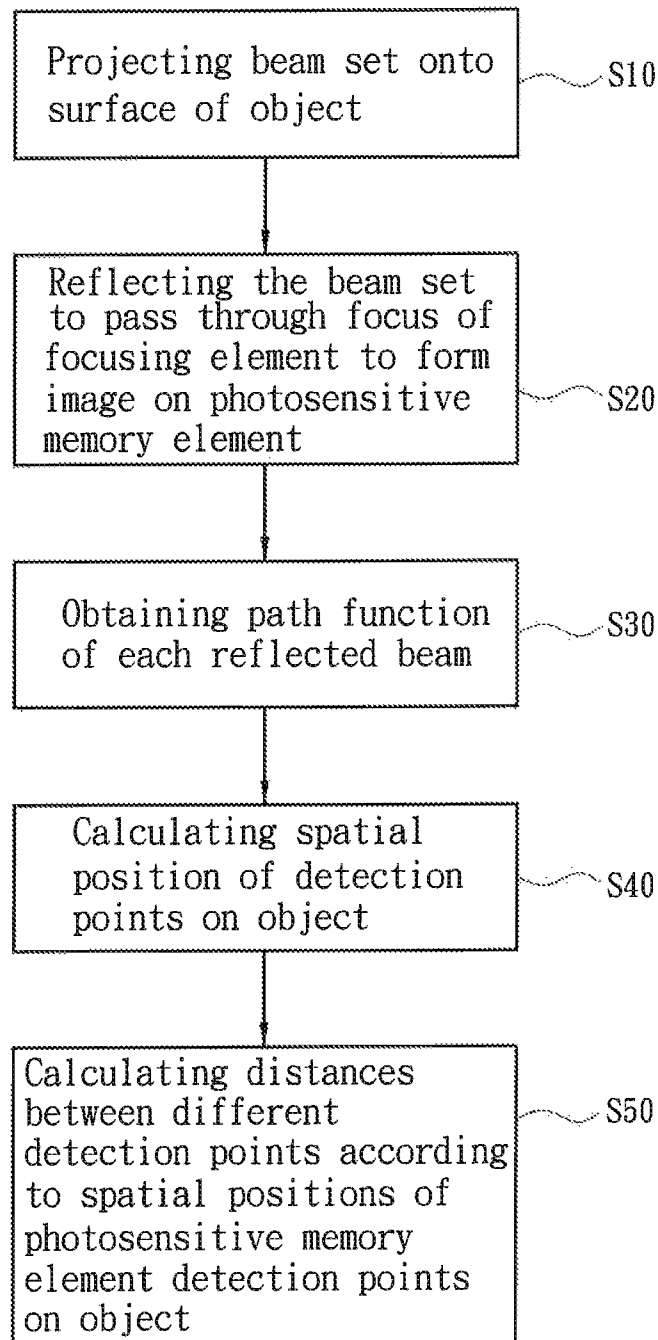 Projecting beam set onto
surface of object
S10
Reflecting the beam set
to pass through focus of
focusing element to form
image on photosensitive
memory element
S20
Obtaining path function
of each reflected beam
S30
Calculating spatial
position of detection
points on object
S40
Calculating distances
between different
detection points according
to spatial positions of
photosensitive memory
element detection points
on object
S50